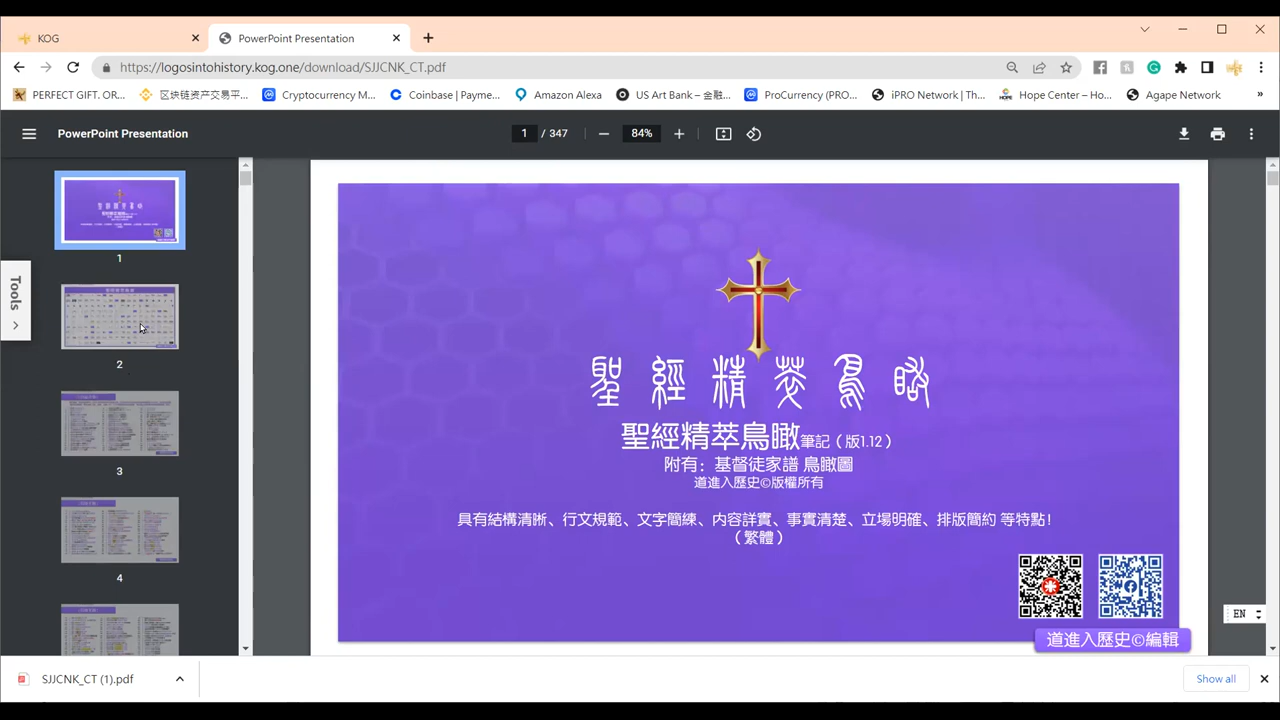 KOG
PowerPoint Presentation
https://logosintohistory.kog.one/download/SJJCNK_CT.pdf
PERFECT GIFT. OR...
区块链资产交易平...
Cryptocurrency M...
Coinbase | Payme...
Amazon Alexa
US Art Bank – 金融...
ProCurrency (PRO...
iPRO Network | Th...
Hope Center – Ho...
Agape Network
»
PowerPoint Presentation
1 / 347
84%
Tools
1
2
3
4
聖 經 精 萃 鳥 瞰
聖經精萃鳥瞰筆記（版1.12）
附有：基督徒家譜 鳥瞰圖
道進入歷史©版權所有
具有結構清晰、行文規範、文字簡練、內容詳實、事實清楚、立場明確、排版簡約 等特點！
（繁體）
道進入歷史©編輯
EN
SJJCNK_CT (1).pdf
Show all